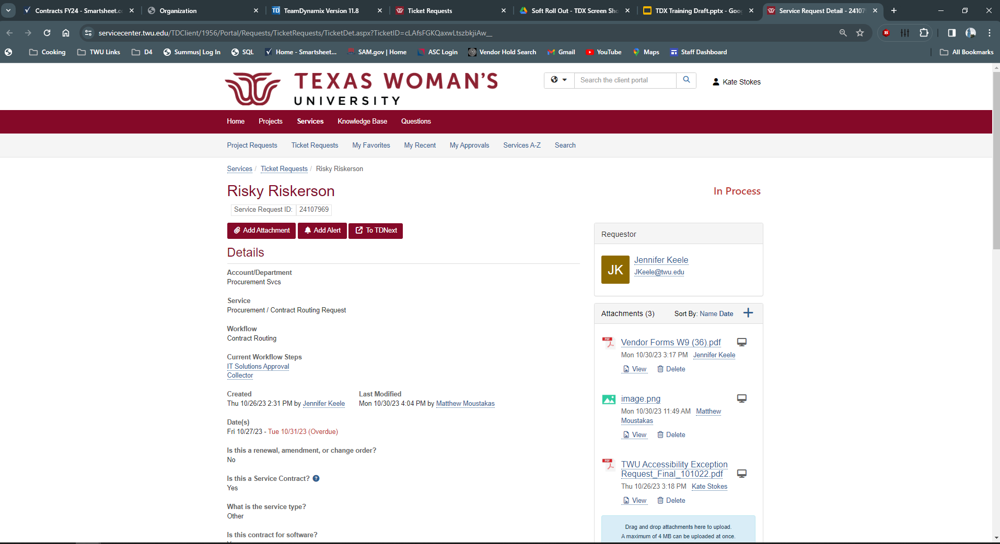 Contracts FY24 - Smartsheet.c
Organization
TD TeamDynamix Version 11.8
Ticket Requests
Soft Roll Out - TDX Screen Sho
TDX Training Draft.pptx - Goo
Service Request Detail - 24107
servicecenter.twu.edu/TDClient/1956/Portal/Requests/TicketRequests/TicketDet.aspx?TicketID=cLAfsFGKQaxwLtszbkjiAw__
Cooking
TWU Links
D4
Summus| Log In
SQL
Home - Smartsheet...
SAM.gov | Home
ASC Login
Vendor Hold Search
Gmail
YouTube
Maps
Staff Dashboard
All Bookmarks
TEXAS WOMAN'S
UNIVERSITY
Search the client portal
Kate Stokes
Home Projects Services Knowledge Base Questions
Project Requests Ticket Requests My Favorites My Recent My Approvals Services A-Z Search
Services / Ticket Requests / Risky Riskerson
Risky Riskerson
In Process
Service Request ID: 24107969
Add Attachment Add Alert To TDNext
Details
Account/Department
Procurement Svcs
Service
Procurement / Contract Routing Request
Workflow
Contract Routing
Current Workflow Steps
IT Solutions Approval
Collector
Created
Thu 10/26/23 2:31 PM by Jennifer Keele
Last Modified
Mon 10/30/23 4:04 PM by Matthew Moustakas
Date(s)
Fri 10/27/23 - Tue 10/31/23 (Overdue)
Is this a renewal, amendment, or change order?
No
Is this a Service Contract? ?
Yes
What is the service type?
Other
Is this contract for software?
Requestor
JK
Jennifer Keele
JKeele@twu.edu
Attachments (3) Sort By: Name Date
PDF
Vendor Forms W9 (36).pdf
Mon 10/30/23 3:17 PM Jennifer Keele
View Delete
image.png
Mon 10/30/23 11:49 AM Matthew
Moustakas
View Delete
PDF
TWU Accessibility Exception
Request_Final_101022.pdf
Thu 10/26/23 3:18 PM Kate Stokes
View Delete
Drag and drop attachments here to upload.
A maximum of 4 MB can be uploaded at once.